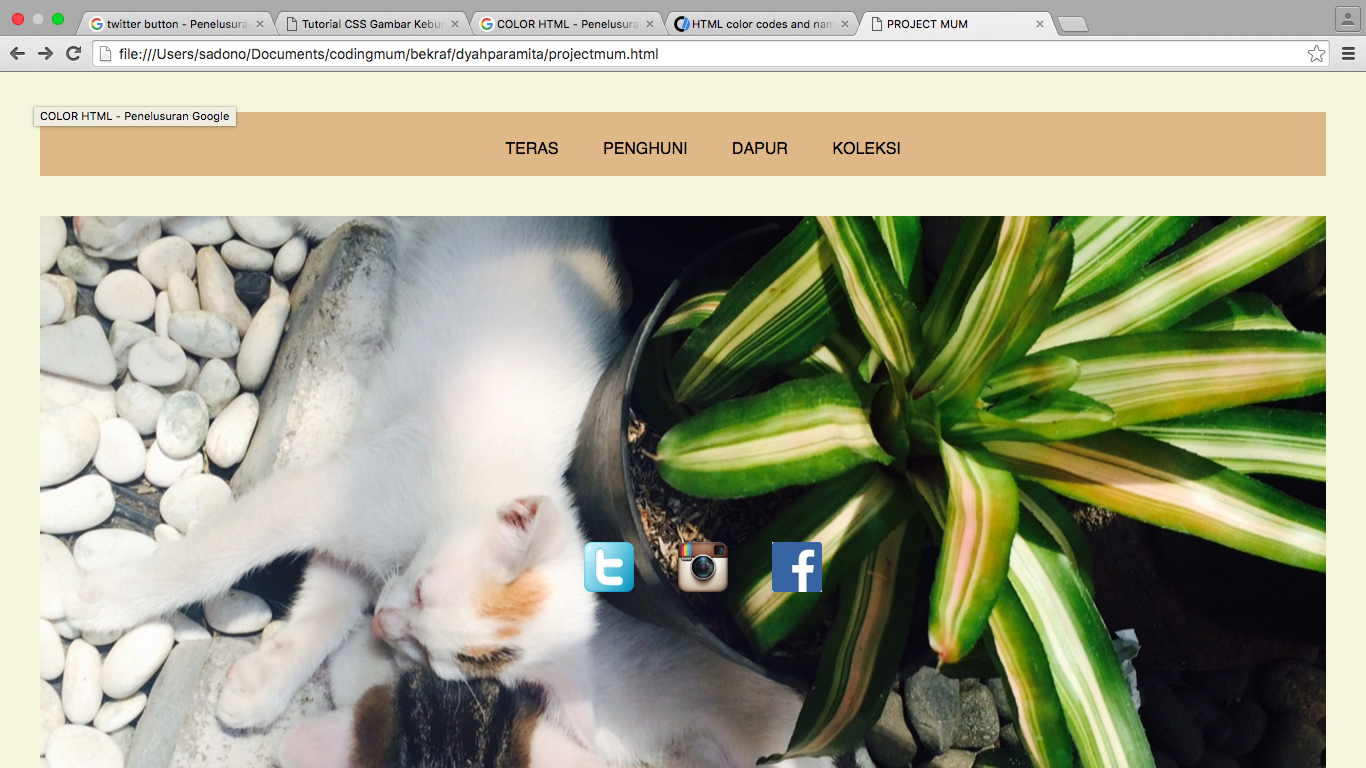 twitter button - Penelusura
Tutorial CSS Gambar Kebur
COLOR HTML - Penelusura
HTML color codes and nam
PROJECT MUM
file:///Users/sadono/Documents/codingmum/bekraf/dyahparamita/projectmum.html
COLOR HTML - Penelusuran Google
TERAS PENGHUNI DAPUR KOLEKSI